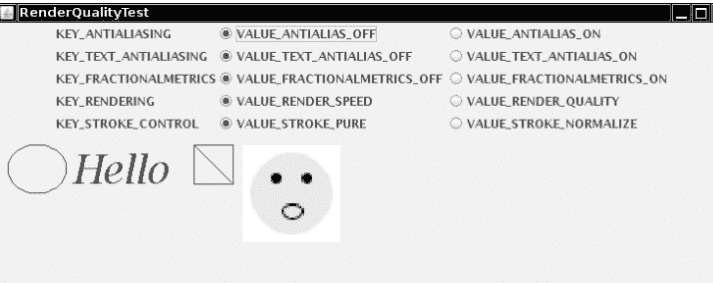 RenderQualityTest
KEY_ANTIALIASING VALUE_ANTIALIAS_OFF VALUE_ANTIALIAS_ON
KEY_TEXT_ANTIALIASING VALUE_TEXT_ANTIALIAS_OFF VALUE_TEXT_ANTIALIAS_ON
KEY_FRACTIONALMETRICS VALUE_FRACTIONALMETRICS_OFF VALUE_FRACTIONALMETRICS_ON
KEY_RENDERING VALUE_RENDER_SPEED VALUE_RENDER_QUALITY
KEY_STROKE_CONTROL VALUE_STROKE_PURE VALUE_STROKE_NORMALIZE
Hello